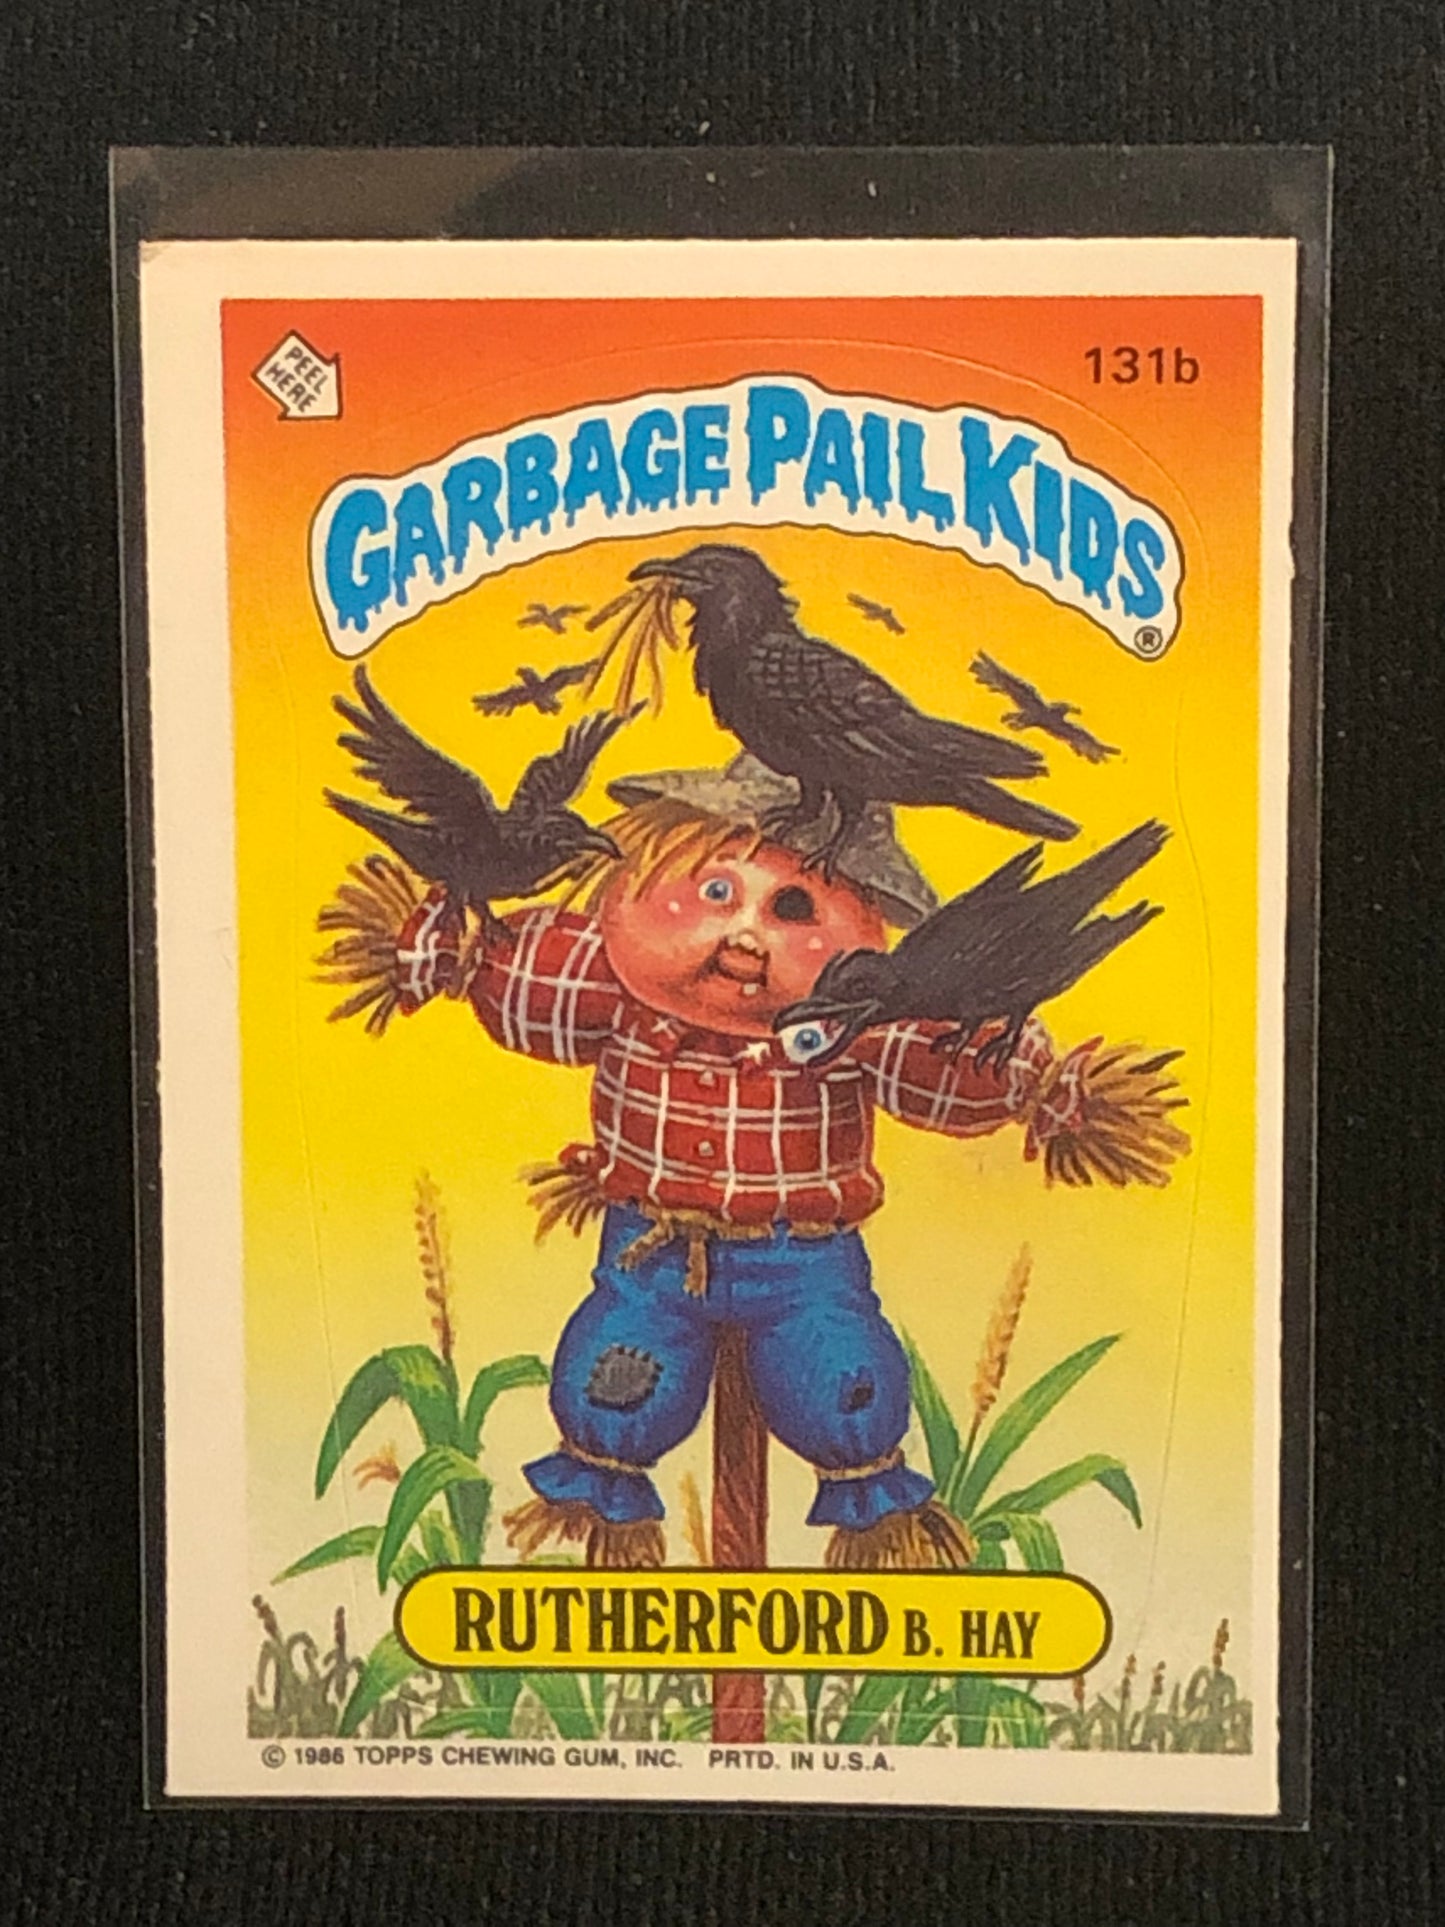 PEEL
HERE
131b
GARBAGE PAIL KIDS
®
RUTHERFORD B. HAY
© 1986 TOPPS CHEWING GUM, INC. PRTD. IN U.S.A.